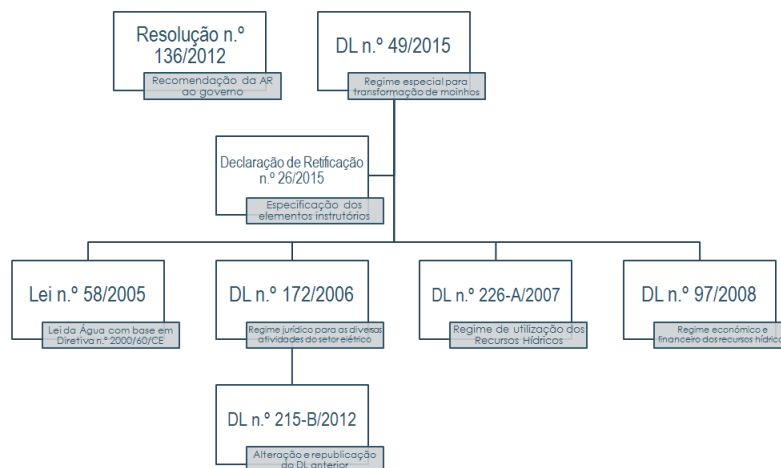 Resolução n.º
136/2012
Recomendação da AR
ao governo
DL n.º 49/2015
Regime especial para
transformação de moinhos
Declaração de Retificação
n.º 26/2015
Especificação dos
elementos instrutórios
Lei n.º 58/2005
Lei da Água com base em
Diretiva n.º 2000/60/CE
DL n.º 172/2006
Regime jurídico para as diversas
atividades do setor elétrico
DL n.º 226-A/2007
Regime de utilização dos
Recursos Hídricos
DL n.º 97/2008
Regime económico e
financeiro dos recursos hídrico
DL n.º 215-B/2012
Alteração e republicação
do DL anterior